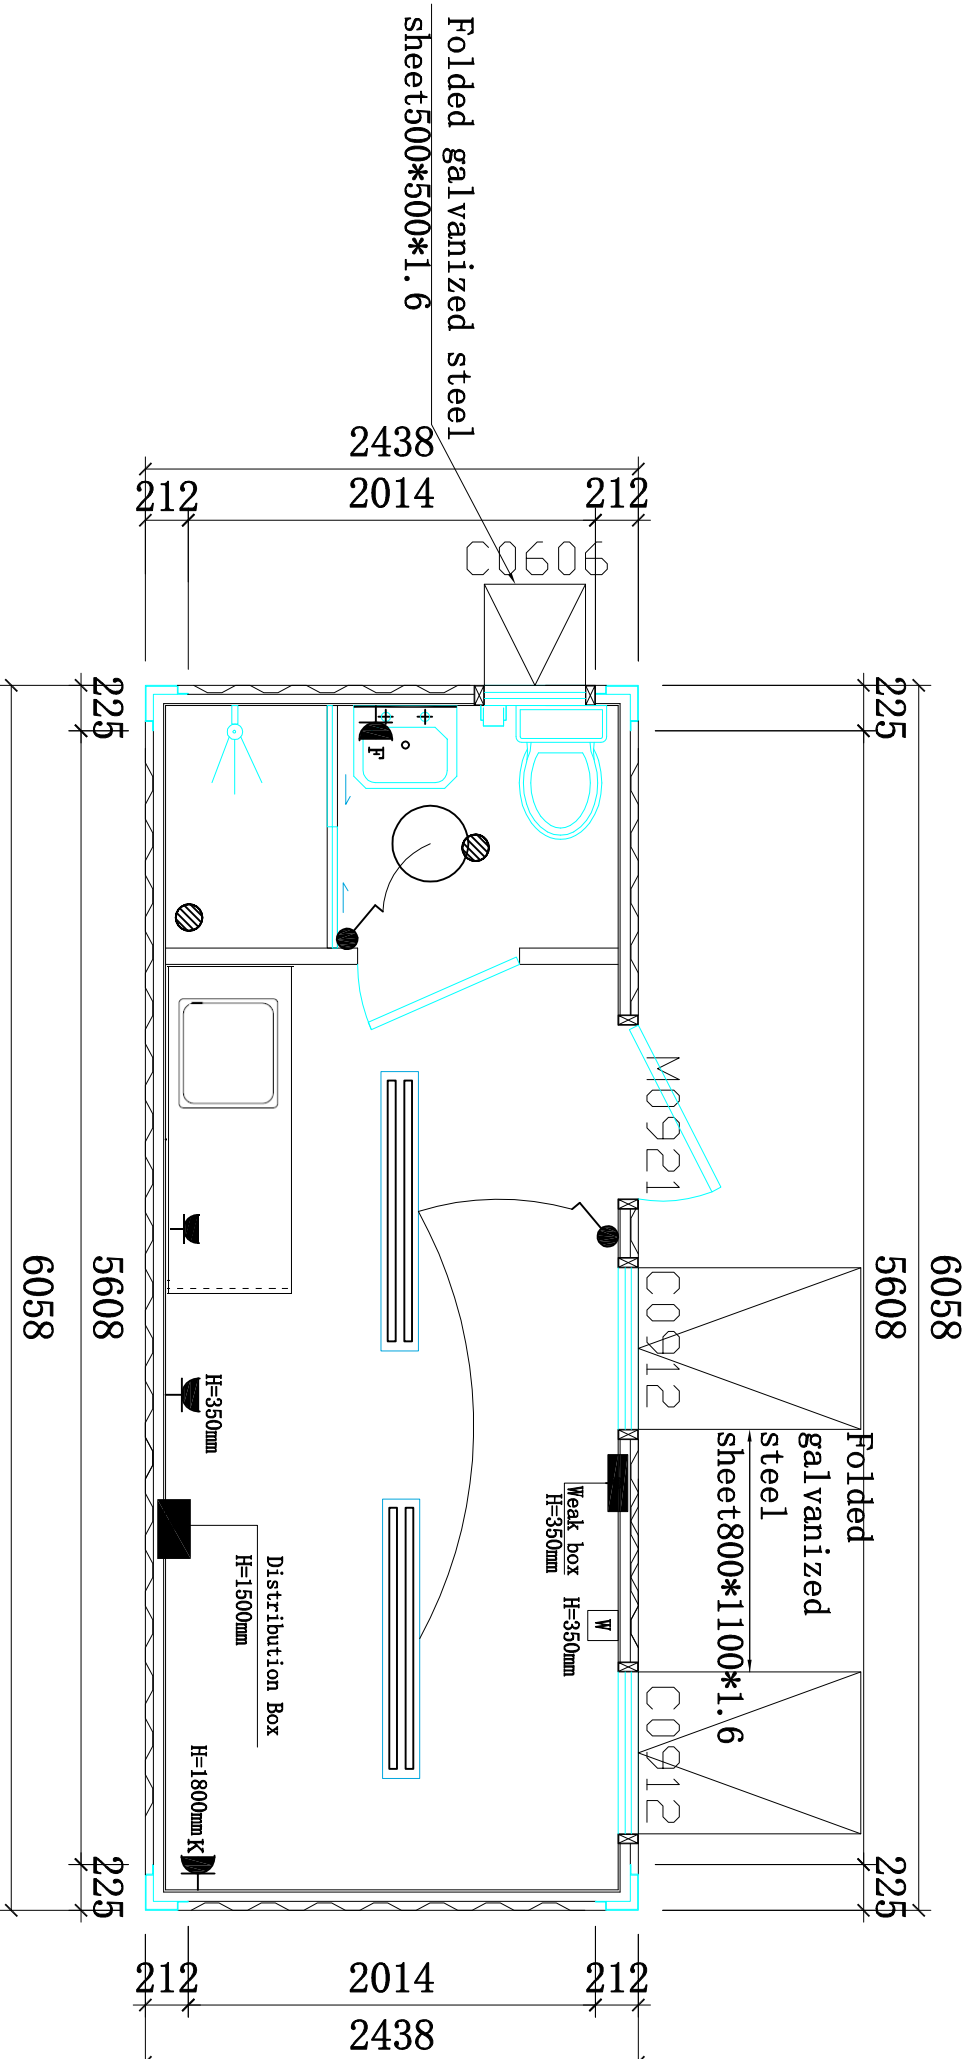 Folded galvanized steel
sheet500*500*1.6
2438
212
2014
212
C0606
225
225
F
M0921
6058
5608
C0912
5608
6058
H=350mm
Folded
galvanized
steel
sheet800*1100*1.6
Weak box
H=350mm
H=350mm
W
Distribution Box
H=1500mm
C0912
H=1800mm
K
225
225
212
2014
212
2438